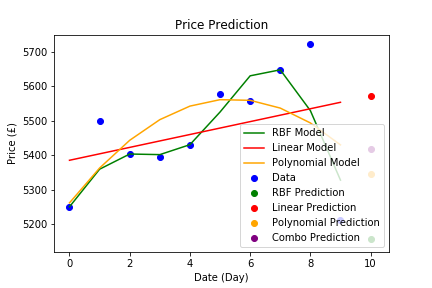 Price Prediction
Price (£)
5700
5600
5500
5400
5300
5200
RBF Model
Linear Model
Polynomial Model
Data
RBF Prediction
Linear Prediction
Polynomial Prediction
Combo Prediction
0 2 4 6 8 10
Date (Day)